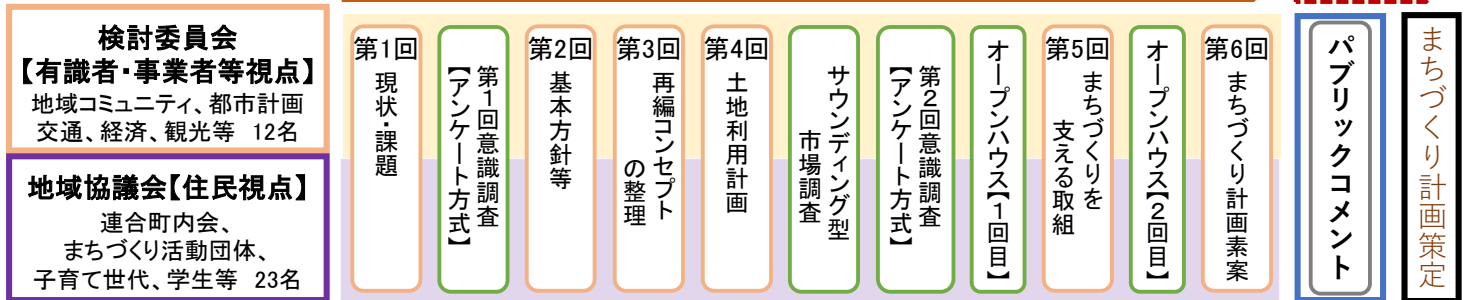 検討委員会
【有識者・事業者等視点】
地域コミュニティ、都市計画
交通、経済、観光等 12名
地域協議会【住民視点】
連合町内会、
まちづくり活動団体、
子育て世代、学生等 23名
第1回
現状・課題
第1回意識調査
【アンケート方式】
第2回
基本方針等
第3回
再編コンセプト
の整理
第4回
土地利用計画
サウンディング型
市場調査
第2回意識調査
【アンケート方式】
オープンハウス【1回目】
第5回
まちづくりを
支える取組
オープンハウス【2回目】
第6回
まちづくり計画素案
パブリックコメント
まちづくり計画策定